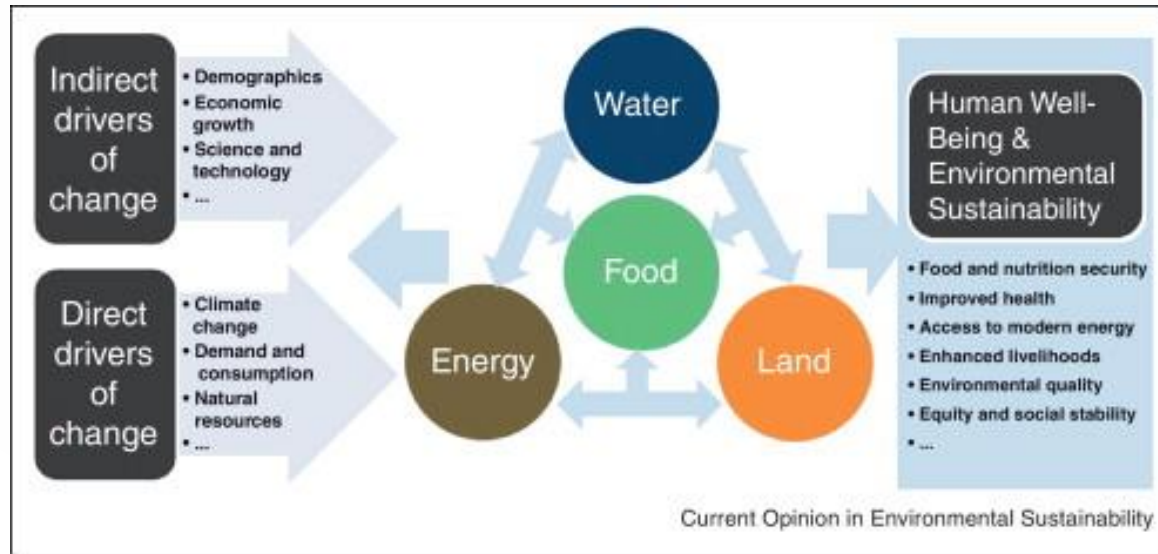 Indirect
drivers
of
change
• Demographics
• Economic
growth
• Science and
technology
• ...
Direct
drivers
of
change
• Climate
change
• Demand and
consumption
• Natural
resources
• ...
Water
Food
Energy
Land
Human Well-
Being &
Environmental
Sustainability
• Food and nutrition security
• Improved health
• Access to modern energy
• Enhanced livelihoods
• Environmental quality
• Equity and social stability
• ...
Current Opinion in Environmental Sustainability